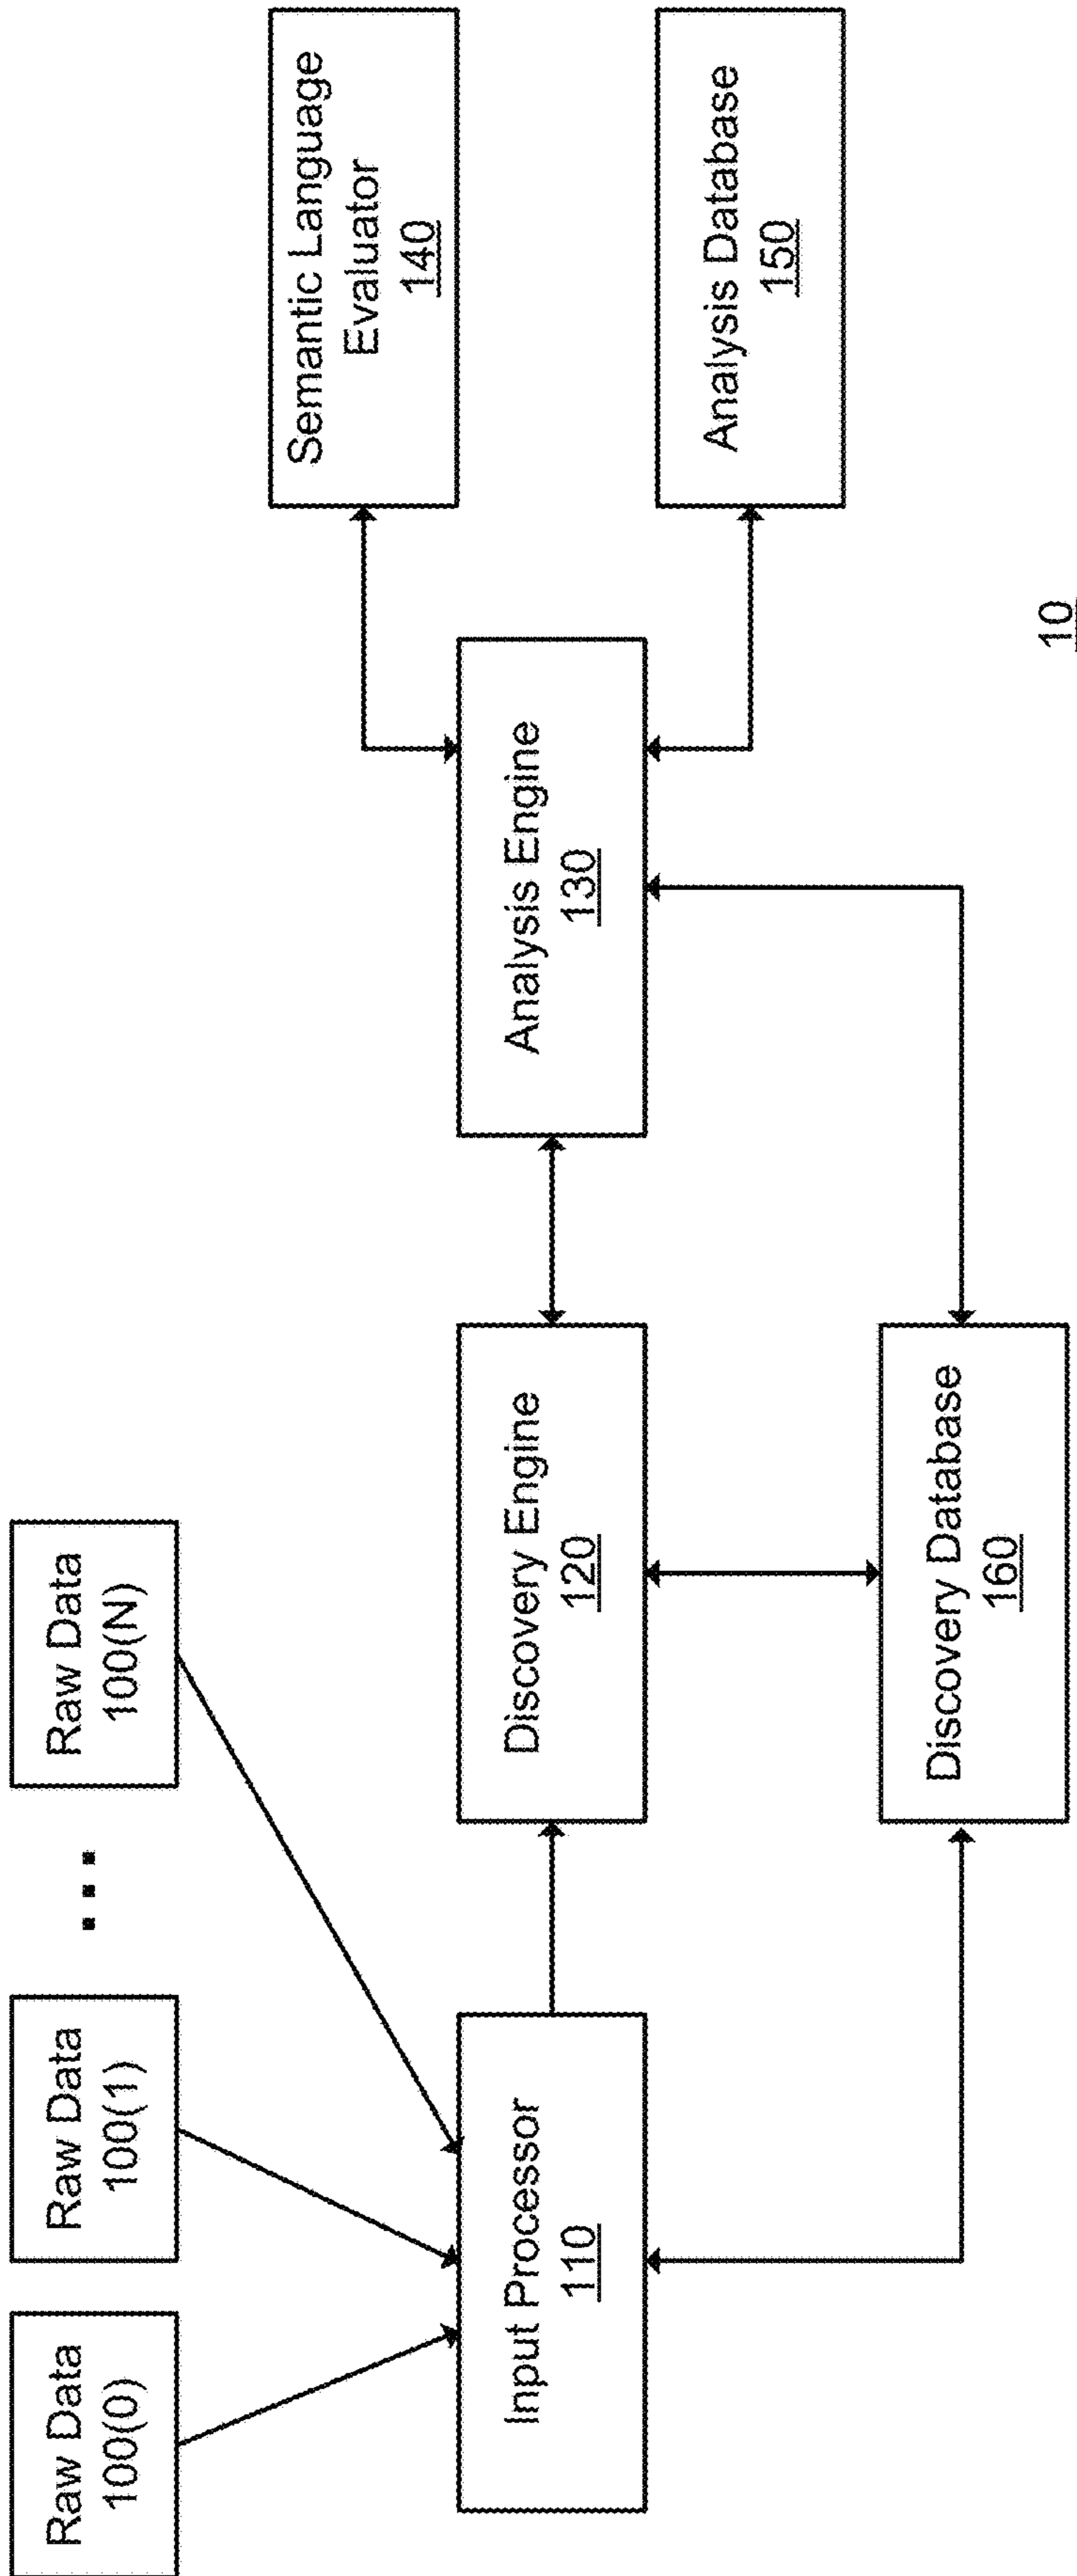 Raw Data
100(0)
Raw Data
100(1)
...
Raw Data
100(N)
Input Processor
110
Discovery Engine
120
Analysis Engine
130
Semantic Language
Evaluator
140
Analysis Database
150
Discovery Database
160
10